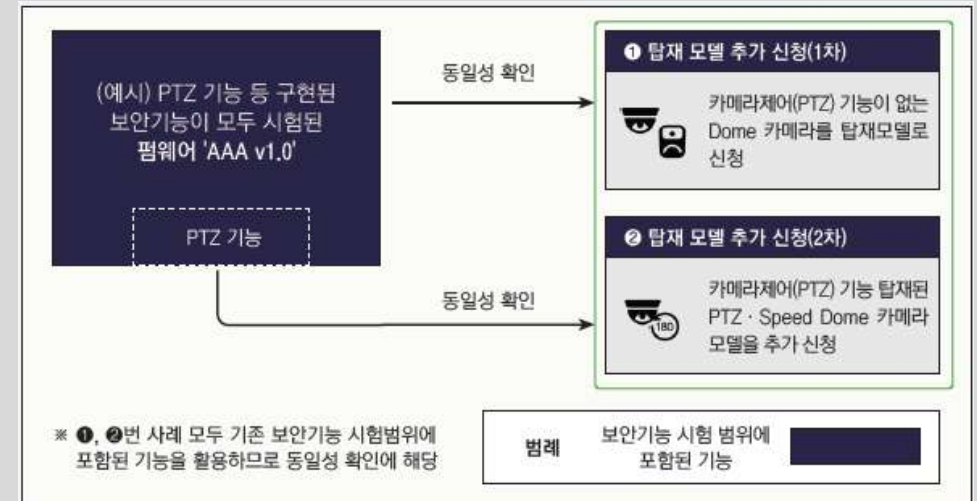 (예시) PTZ 기능 등 구현된
보안기능이 모두 시험된
펌웨어 'AAA v1.0'
PTZ 기능
동일성 확인
❶ 탑재 모델 추가 신청(1차)
카메라제어(PTZ) 기능이 없는
Dome 카메라를 탑재모델로
신청
동일성 확인
❷ 탑재 모델 추가 신청(2차)
180
카메라제어(PTZ) 기능 탑재된
PTZ · Speed Dome 카메라
모델을 추가 신청
※ ❶, ❷번 사례 모두 기존 보안기능 시험범위에
포함된 기능을 활용하므로 동일성 확인에 해당
범례
보안기능 시험 범위에
포함된 기능